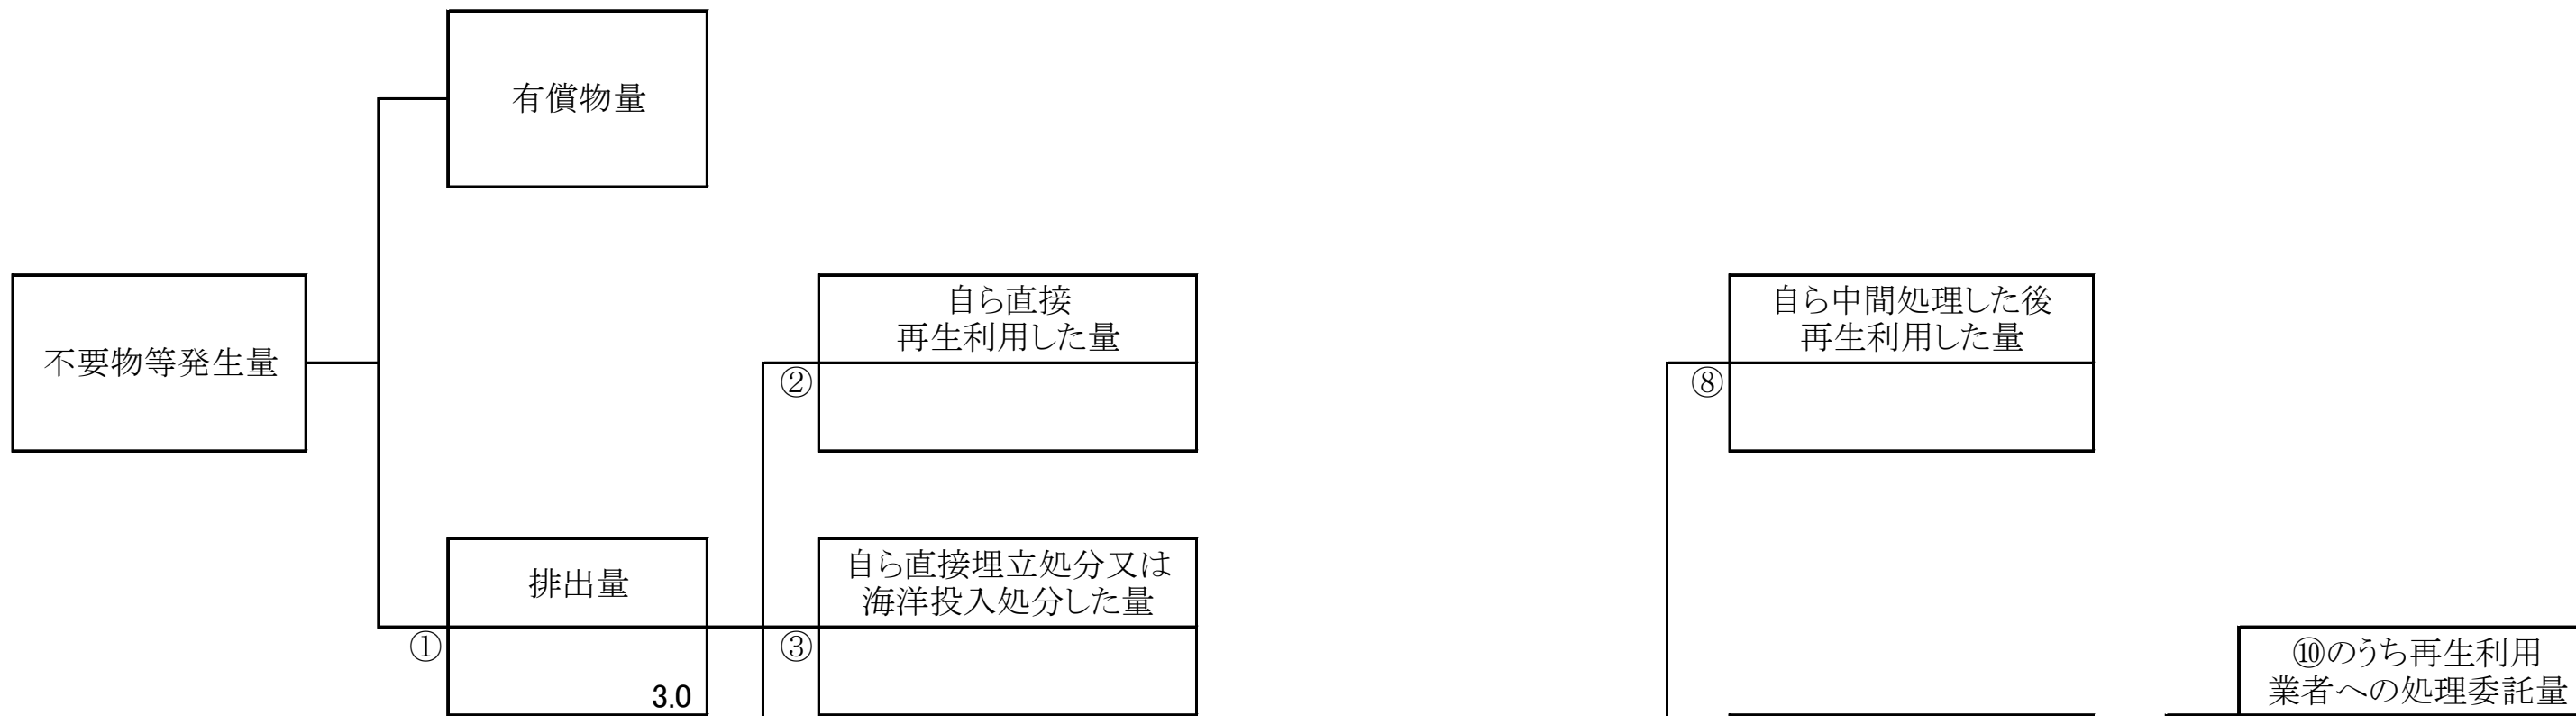 有償物量
不要物等発生量
自ら直接
再生利用した量
②
自ら中間処理した後
再生利用した量
⑧
排出量
①
3.0
自ら直接埋立処分又は
海洋投入処分した量
③
⑩のうち再生利用
業者への処理委託量